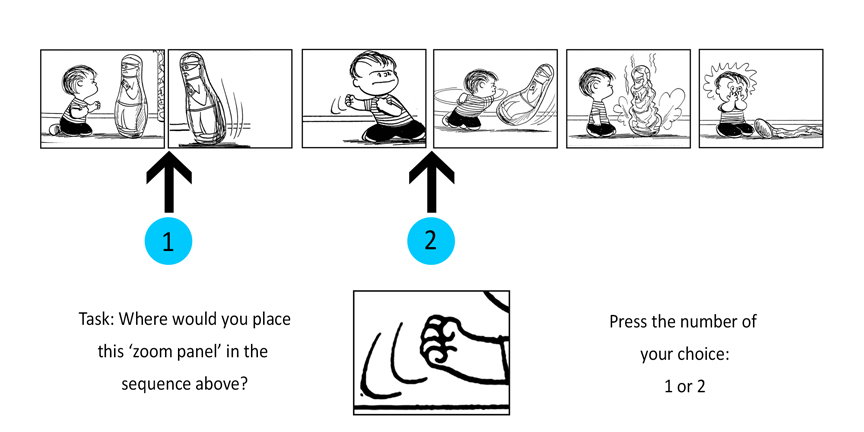 1
2
Task: Where would you place
this ‘zoom panel’ in the
sequence above?
Press the number of
your choice:
1 or 2